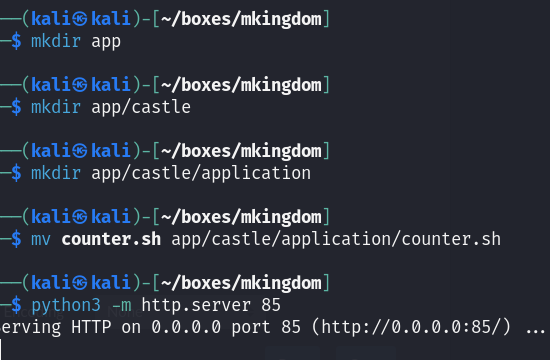 ──(kali㉿kali)-[~/boxes/mkingdom]
─$ mkdir app
──(kali㉿kali)-[~/boxes/mkingdom]
─$ mkdir app/castle
──(kali㉿kali)-[~/boxes/mkingdom]
─$ mkdir app/castle/application
──(kali㉿kali)-[~/boxes/mkingdom]
─$ mv counter.sh app/castle/application/counter.sh
──(kali㉿kali)-[~/boxes/mkingdom]
─$ python3 -m http.server 85
erving HTTP on 0.0.0.0 port 85 (http://0.0.0.0:85/) ...